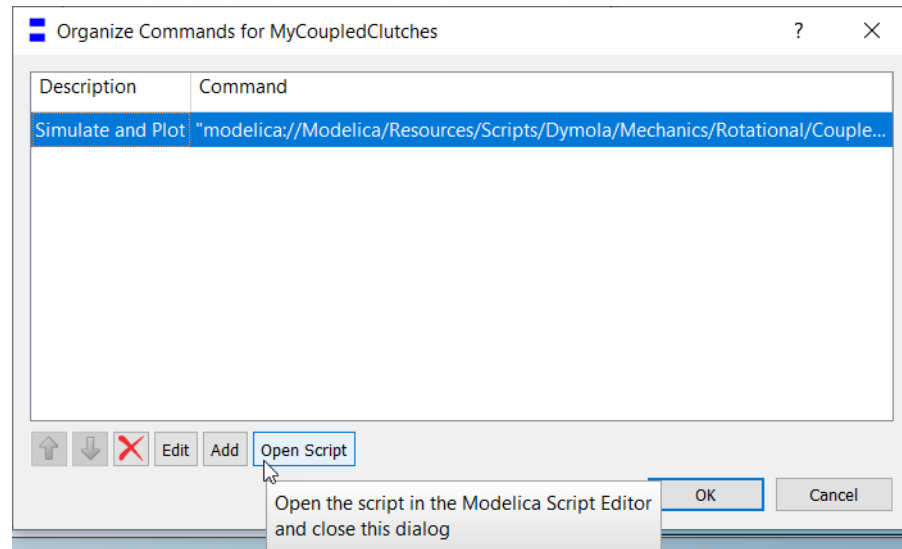 Organize Commands for MyCoupledClutches ? ×
Description Command
Simulate and Plot "modelica://Modelica/Resources/Scripts/Dymola/Mechanics/Rotational/Couple...
Edit Add Open Script
Open the script in the Modelica Script Editor
and close this dialog
OK Cancel